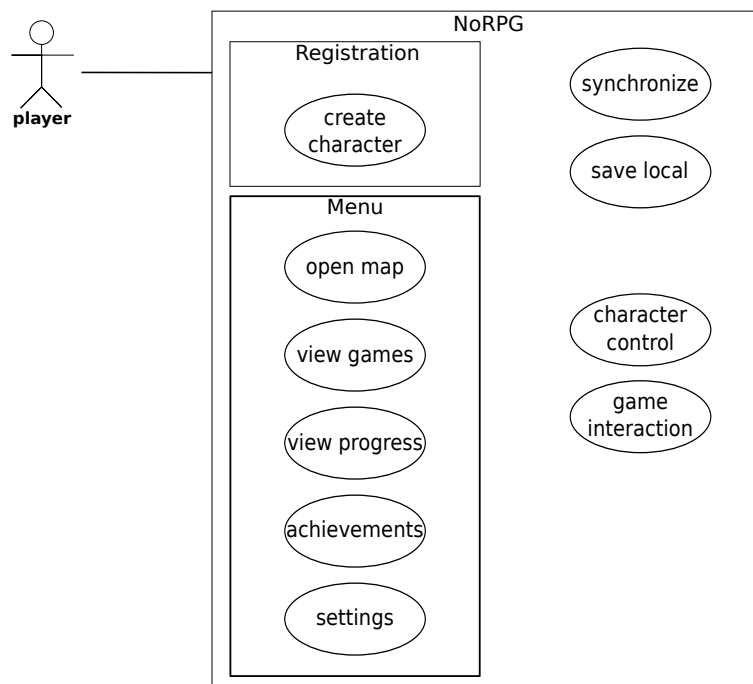 NoRPG
player
Registration
create
character
Menu
open map
view games
view progress
achievements
settings
synchronize
save local
character
control
game
interaction